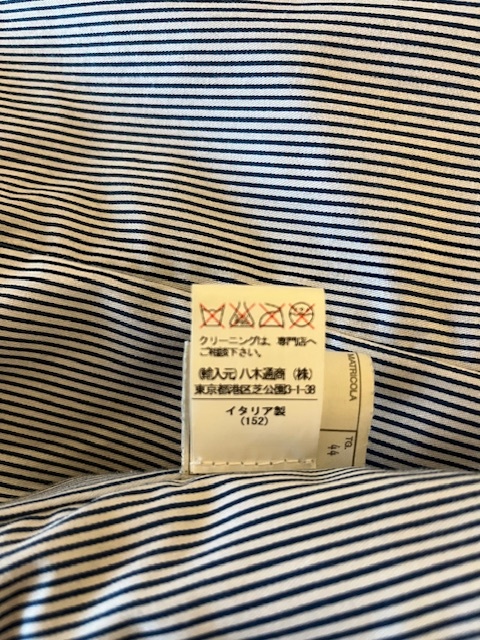 クリーニングは、専門店へ
ご相談下さい。
(輸入元) 八木通商 (株)
東京都港区芝公園3-1-38
イタリア製
(152)
MATRICOLA
TGL.
44